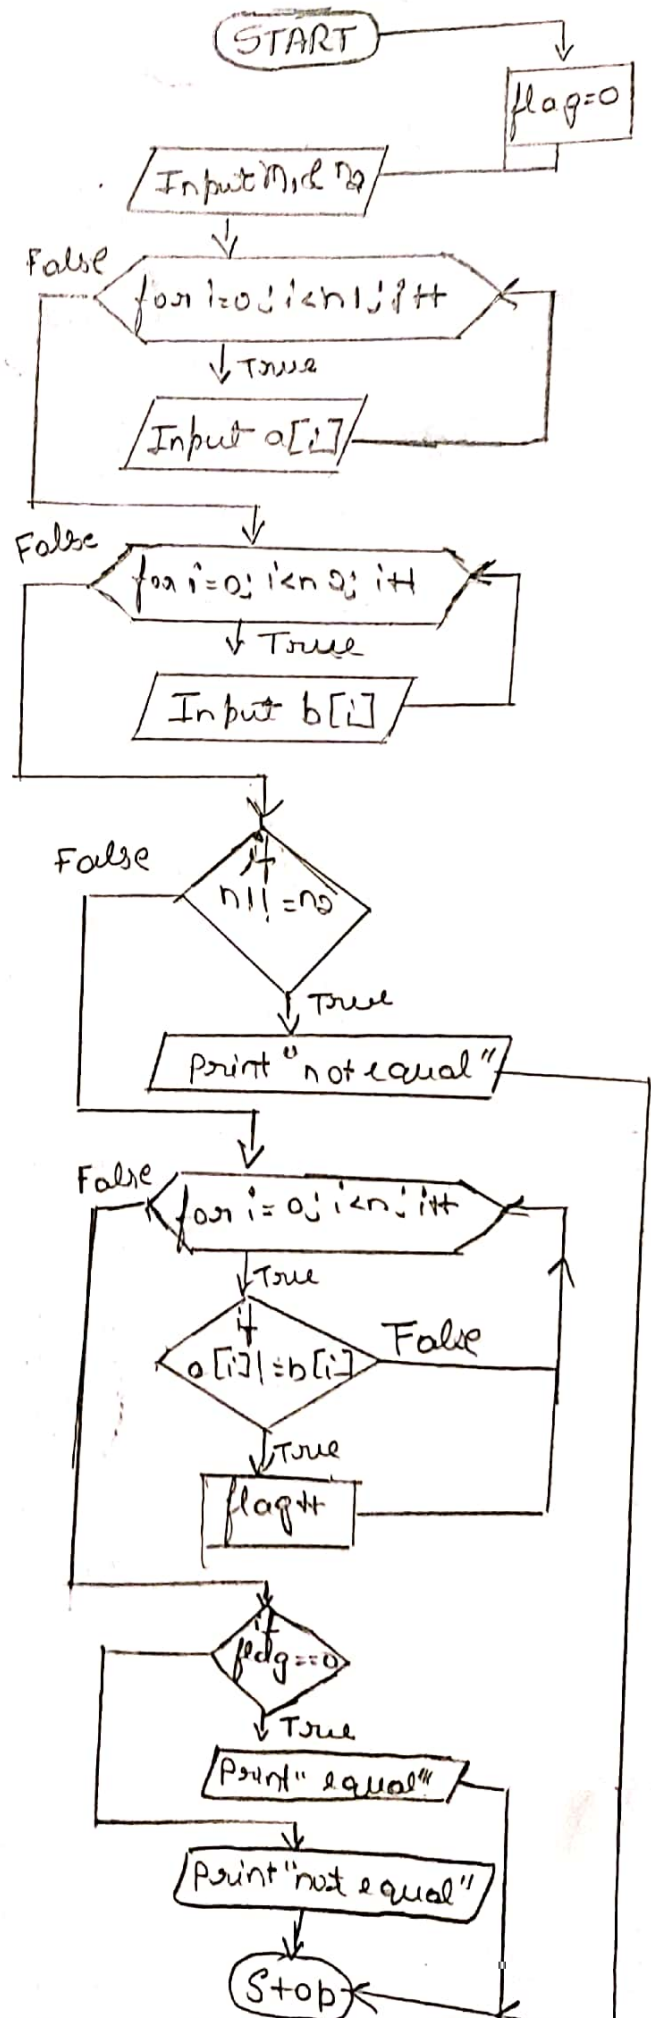 START
flag=0
Input n1 & n2
False
for i=0; i<n1; i++
True
Input a[i]
False
for i=0; i<n2; i++
True
Input b[i]
False
if
n1!=n2
True
print "not equal"
False
for i=0; i<n; i++
True
if
a[i]!=b[i]
False
True
flag++
if
flag==0
True
Print "equal"
Print "not equal"
Stop